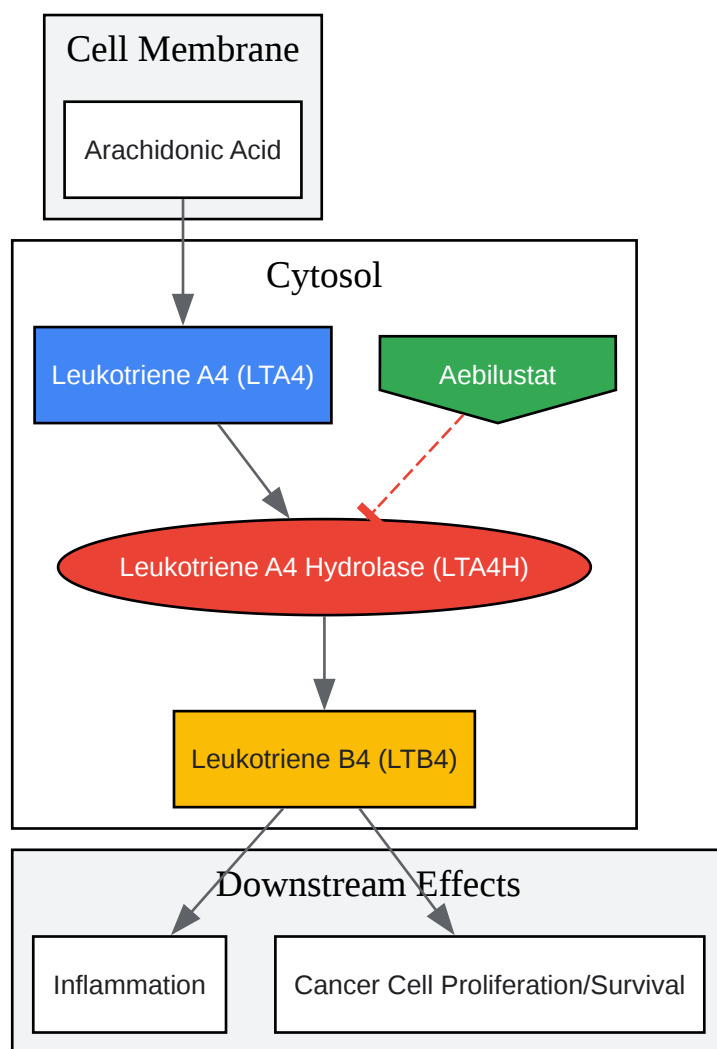 Cell Membrane
Arachidonic Acid
Cytosol
Leukotriene A4 (LTA4)
Aebilustat
Leukotriene A4 Hydrolase (LTA4H)
Leukotriene B4 (LTB4)
Downstream Effects
Inflammation
Cancer Cell Proliferation/Survival